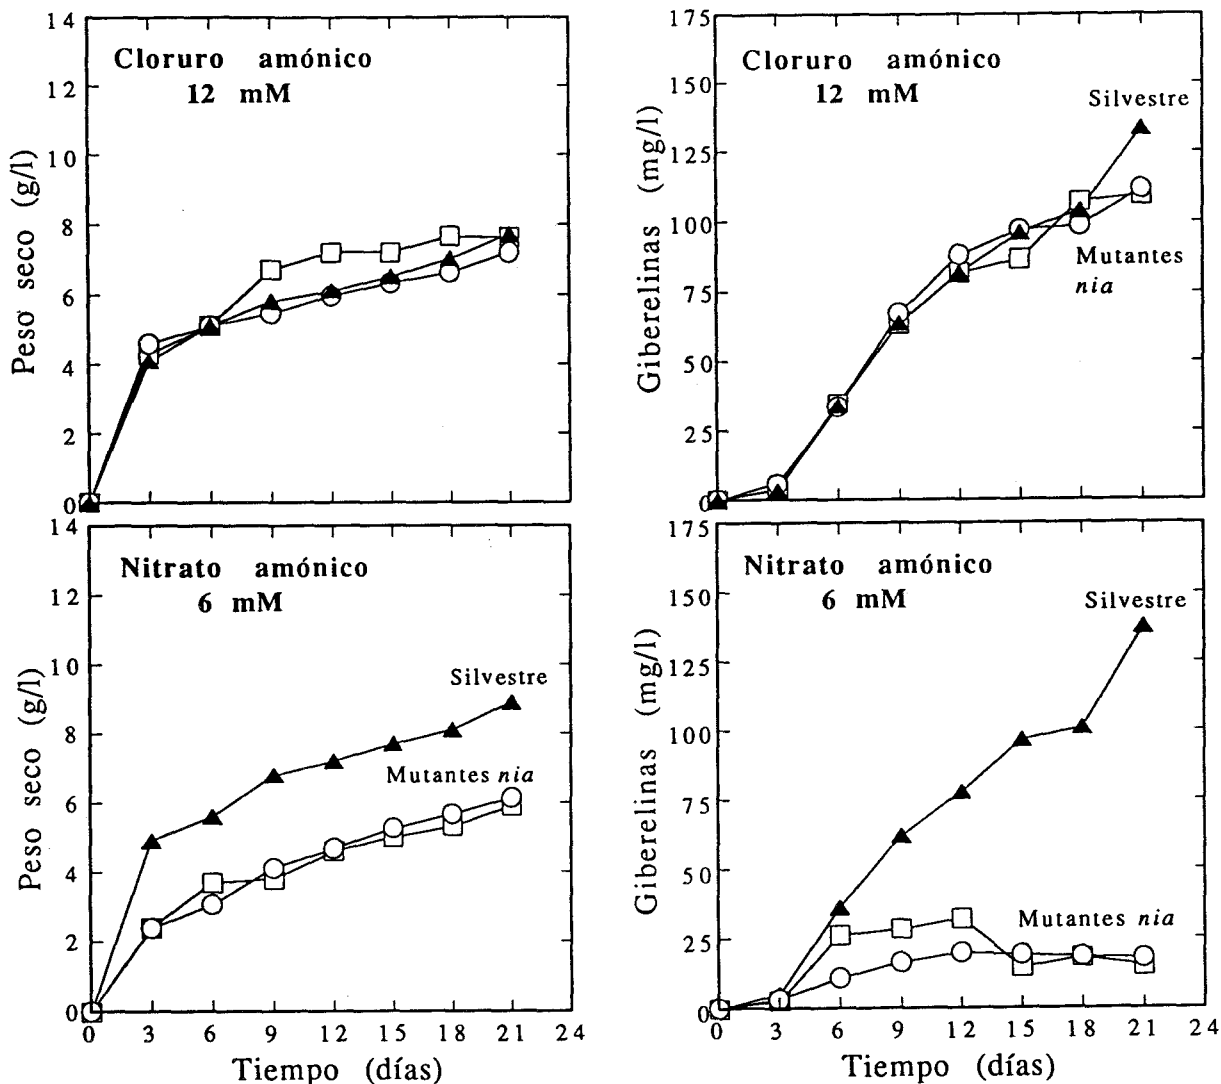 14
12
10
8
6
4
2
0
Peso seco (g/l)
Cloruro amónico
12 mM
175
150
125
100
75
50
25
0
Giberelinas (mg/l)
Cloruro amónico
12 mM
Silvestre
Mutantes
nia
14
12
10
8
6
4
2
0
Peso seco (g/l)
Nitrato amónico
6 mM
Silvestre
Mutantes nia
0 3 6 9 12 15 18 21 24
Tiempo (días)
175
150
125
100
75
50
25
0
Giberelinas (mg/l)
Nitrato amónico
6 mM
Silvestre
Mutantes nia
0 3 6 9 12 15 18 21 24
Tiempo (días)